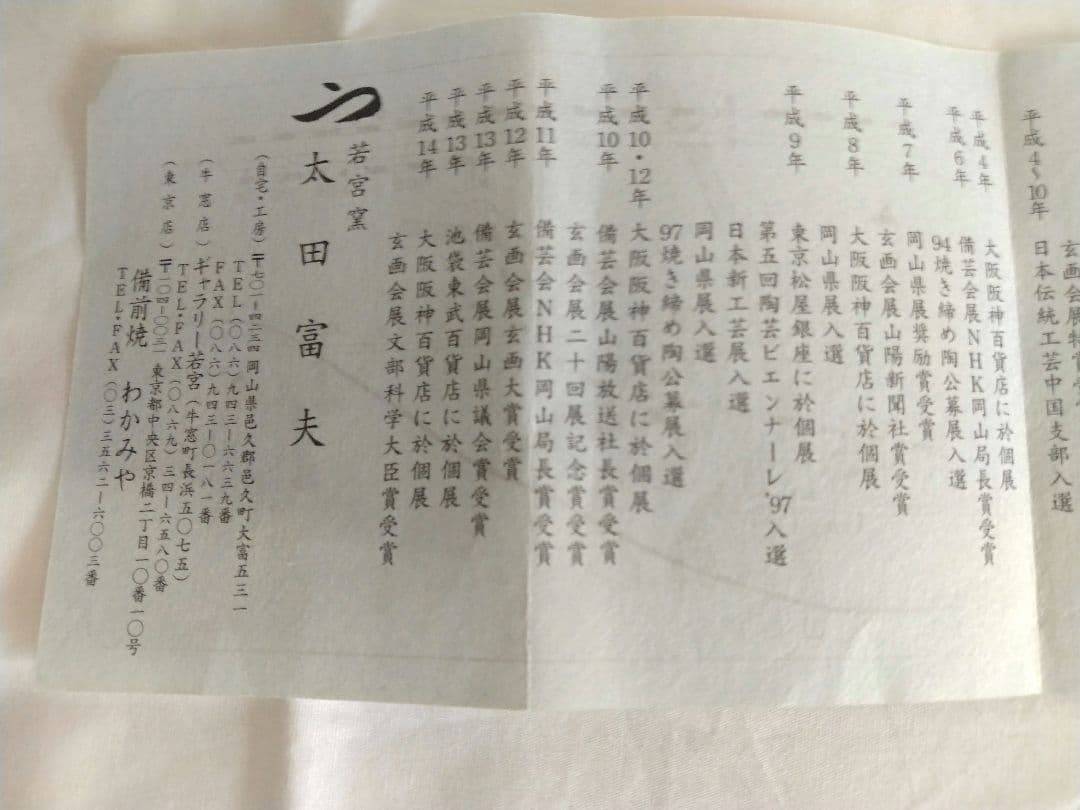 玄画会展特賞受
平成4〜10年
日本伝統工芸中国支部入選
大阪阪神百貨店に於個展
平成4年 備芸会展NHK岡山局長賞受賞
平成6年 94焼き締め陶公募展入選
岡山県展奨励賞受賞
平成7年 玄画会展山陽新聞社賞受賞
大阪阪神百貨店に於個展
平成8年 岡山県展入選
東京松屋銀座に於個展
平成9年 第五回陶芸ビエンナーレ'97入選
日本新工芸展入選
岡山県展入選
97焼き締め陶公募展入選
平成10・12年 大阪阪神百貨店に於個展
平成10年 備芸会展山陽放送社長賞受賞
玄画会展二十回展記念賞受賞
平成11年 備芸会NHK岡山局長賞受賞
平成12年 玄画会展玄画大賞受賞
平成13年 備芸会展岡山県議会賞受賞
平成13年 池袋東武百貨店に於個展
平成14年 大阪阪神百貨店に於個展
玄画会展文部科学大臣賞受賞
若宮窯
太田富夫
(自宅・工房)〒七〇一ー四二三四 岡山県邑久郡邑久町大富五三一
TEL(〇八六)九四三ー六六三九番
FAX(〇八六)九四三ー〇一八一番
(牛窓店)ギャラリー若宮(牛窓町長浜五〇七五)
TEL・FAX(〇八六九)三四ー六五八〇番
(東京店)〒一〇四ー〇〇三一 東京都中央区京橋二丁目一〇番一〇号
備前焼 わかみや
TEL・FAX(〇三)三五六二ー六〇〇三番